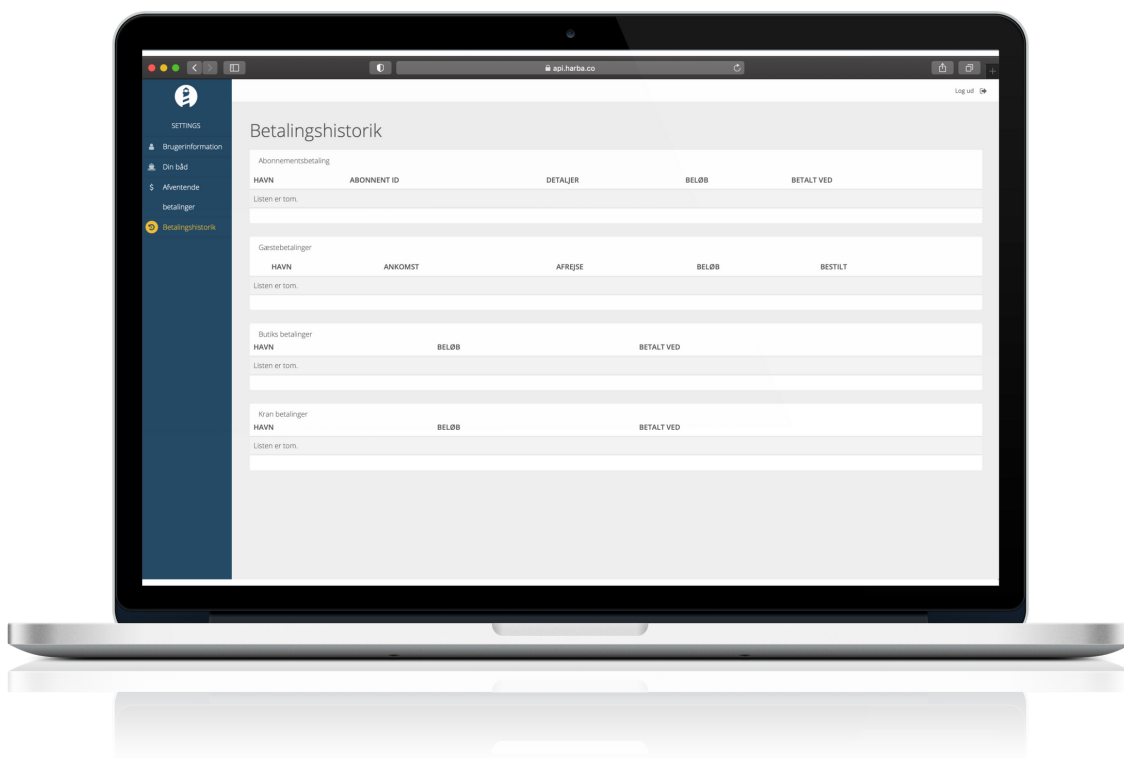 api.harba.co
Log ud
SETTINGS
Brugerinformation
Din båd
$ Afventende
betalinger
Betalingshistorik
Betalingshistorik
Abonnementsbetaling
HAVN ABONNENT ID DETALJER BELØB BETALT VED
Listen er tom.
Gæstebetalinger
HAVN ANKOMST AFREJSE BELØB BESTILT
Listen er tom.
Butiks betalinger
HAVN BELØB BETALT VED
Listen er tom.
Kran betalinger
HAVN BELØB BETALT VED
Listen er tom.